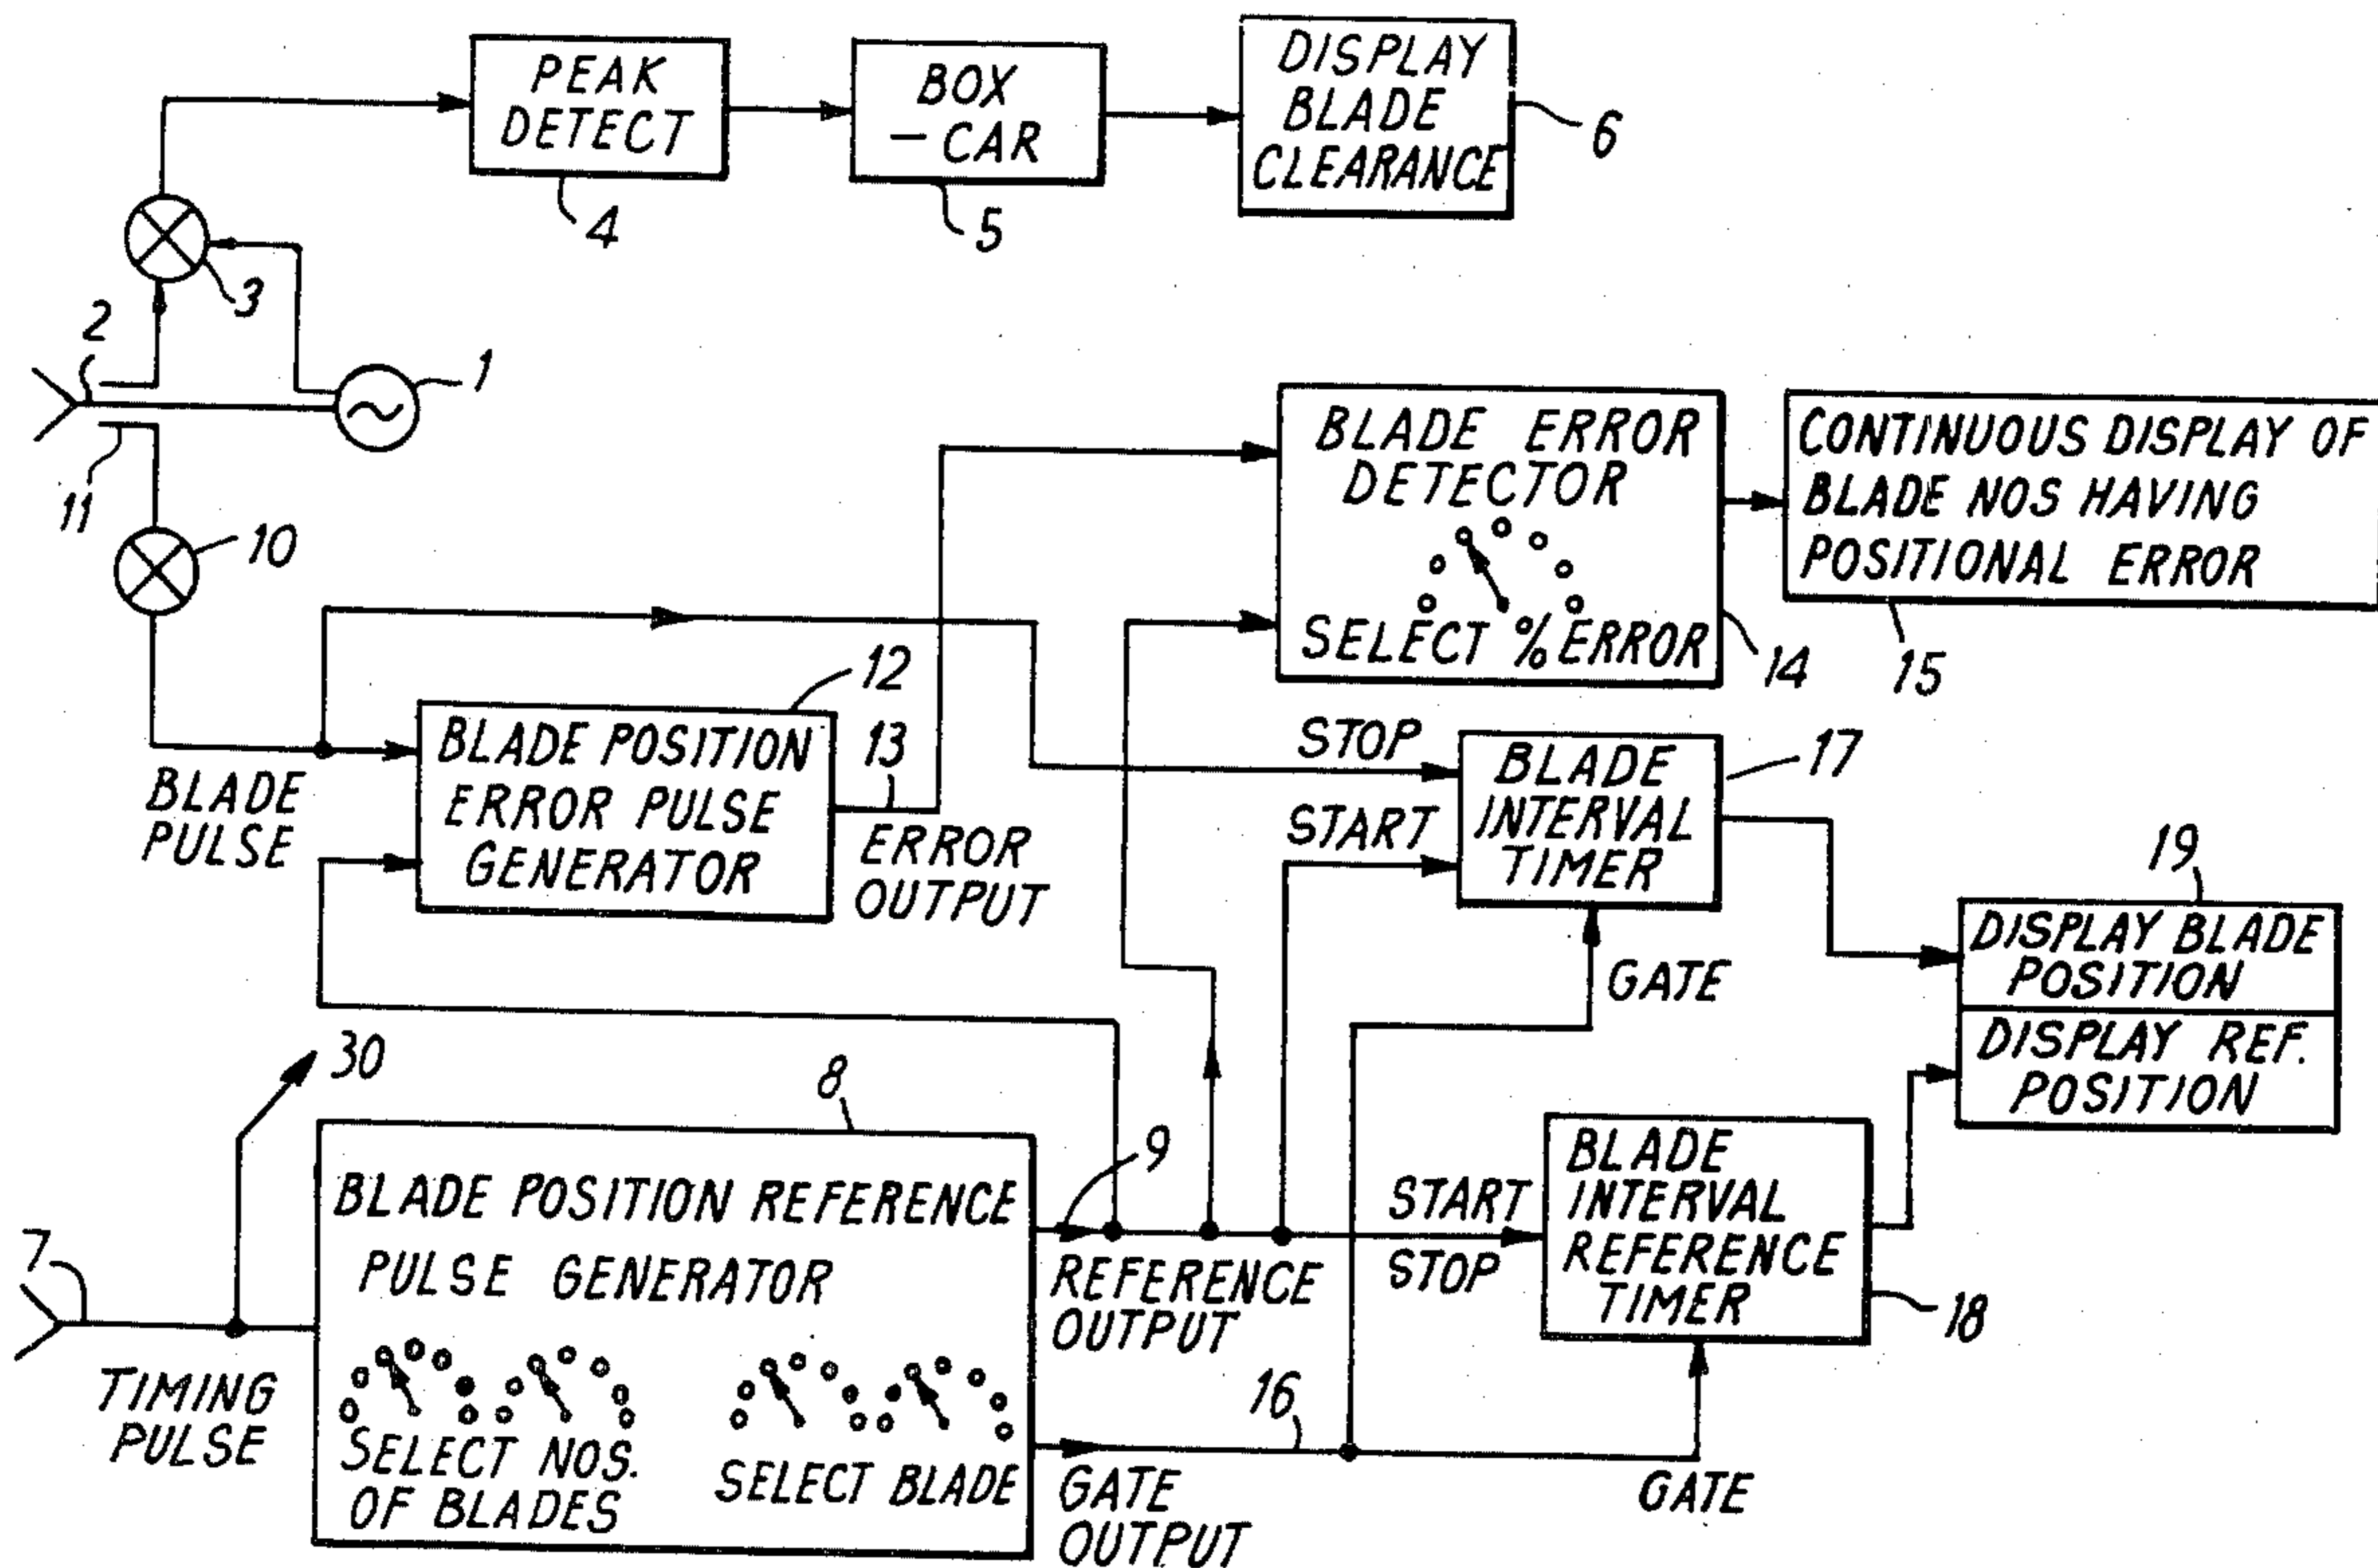 PEAK
DETECT
4
BOX
-CAR
5
DISPLAY
BLADE
CLEARANCE
6
3
2
1
11
10
BLADE ERROR
DETECTOR
SELECT % ERROR
14
CONTINUOUS DISPLAY OF
BLADE NOS HAVING
POSITIONAL ERROR
15
12
BLADE POSITION
ERROR PULSE
GENERATOR
BLADE
PULSE
13
ERROR
OUTPUT
STOP
START
BLADE
INTERVAL
TIMER
17
GATE
19
DISPLAY BLADE
POSITION
DISPLAY REF.
POSITION
30
8
BLADE POSITION REFERENCE
PULSE GENERATOR
SELECT NOS.
OF BLADES
SELECT BLADE
7
TIMING
PULSE
9
REFERENCE
OUTPUT
START
STOP
BLADE
INTERVAL
REFERENCE
TIMER
18
16
GATE
OUTPUT
GATE